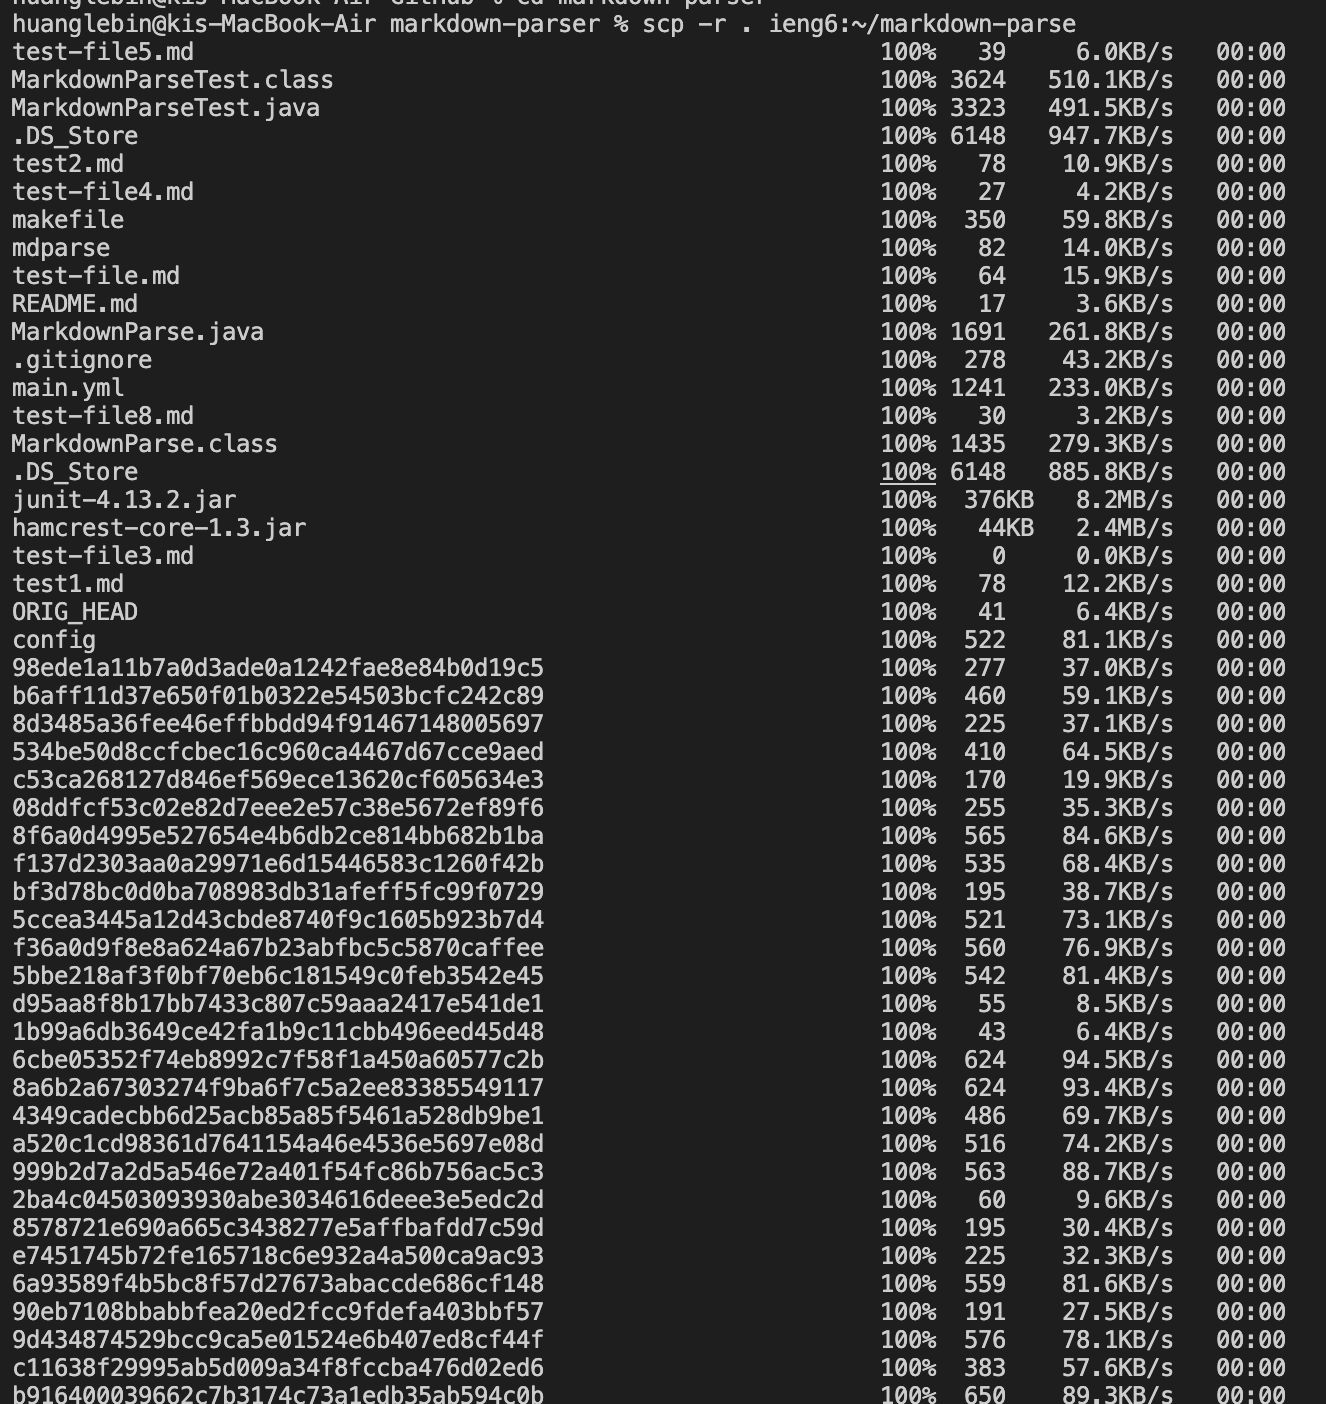 huanglebin@kis-MacBook-Air GitHub % cd markdown-parser
huanglebin@kis-MacBook-Air markdown-parser % scp -r . ieng6:~/markdown-parse
test-file5.md 100% 39 6.0KB/s 00:00
MarkdownParseTest.class 100% 3624 510.1KB/s 00:00
MarkdownParseTest.java 100% 3323 491.5KB/s 00:00
.DS_Store 100% 6148 947.7KB/s 00:00
test2.md 100% 78 10.9KB/s 00:00
test-file4.md 100% 27 4.2KB/s 00:00
makefile 100% 350 59.8KB/s 00:00
mdparse 100% 82 14.0KB/s 00:00
test-file.md 100% 64 15.9KB/s 00:00
README.md 100% 17 3.6KB/s 00:00
MarkdownParse.java 100% 1691 261.8KB/s 00:00
.gitignore 100% 278 43.2KB/s 00:00
main.yml 100% 1241 233.0KB/s 00:00
test-file8.md 100% 30 3.2KB/s 00:00
MarkdownParse.class 100% 1435 279.3KB/s 00:00
.DS_Store 100% 6148 885.8KB/s 00:00
junit-4.13.2.jar 100% 376KB 8.2MB/s 00:00
hamcrest-core-1.3.jar 100% 44KB 2.4MB/s 00:00
test-file3.md 100% 0 0.0KB/s 00:00
test1.md 100% 78 12.2KB/s 00:00
ORIG_HEAD 100% 41 6.4KB/s 00:00
config 100% 522 81.1KB/s 00:00
98ede1a11b7a0d3ade0a1242fae8e84b0d19c5 100% 277 37.0KB/s 00:00
b6aff11d37e650f01b0322e54503bcfc242c89 100% 460 59.1KB/s 00:00
8d3485a36fee46effbbdd94f91467148005697 100% 225 37.1KB/s 00:00
534be50d8ccfcbec16c960ca4467d67cce9aed 100% 410 64.5KB/s 00:00
c53ca268127d846ef569ece13620cf605634e3 100% 170 19.9KB/s 00:00
08ddfcf53c02e82d7eee2e57c38e5672ef89f6 100% 255 35.3KB/s 00:00
8f6a0d4995e527654e4b6db2ce814bb682b1ba 100% 565 84.6KB/s 00:00
f137d2303aa0a29971e6d15446583c1260f42b 100% 535 68.4KB/s 00:00
bf3d78bc0d0ba708983db31afeff5fc99f0729 100% 195 38.7KB/s 00:00
5ccea3445a12d43cbde8740f9c1605b923b7d4 100% 521 73.1KB/s 00:00
f36a0d9f8e8a624a67b23abfbc5c5870caffee 100% 560 76.9KB/s 00:00
5bbe218af3f0bf70eb6c181549c0feb3542e45 100% 542 81.4KB/s 00:00
d95aa8f8b17bb7433c807c59aaa2417e541de1 100% 55 8.5KB/s 00:00
1b99a6db3649ce42fa1b9c11cbb496eed45d48 100% 43 6.4KB/s 00:00
6cbe05352f74eb8992c7f58f1a450a60577c2b 100% 624 94.5KB/s 00:00
8a6b2a67303274f9ba6f7c5a2ee83385549117 100% 624 93.4KB/s 00:00
4349cadecbb6d25acb85a85f5461a528db9be1 100% 486 69.7KB/s 00:00
a520c1cd98361d7641154a46e4536e5697e08d 100% 516 74.2KB/s 00:00
999b2d7a2d5a546e72a401f54fc86b756ac5c3 100% 563 88.7KB/s 00:00
2ba4c04503093930abe3034616deee3e5edc2d 100% 60 9.6KB/s 00:00
8578721e690a665c3438277e5affbafdd7c59d 100% 195 30.4KB/s 00:00
e7451745b72fe165718c6e932a4a500ca9ac93 100% 225 32.3KB/s 00:00
6a93589f4b5bc8f57d27673abaccde686cf148 100% 559 81.6KB/s 00:00
90eb7108bbabbfea20ed2fcc9fdefa403bbf57 100% 191 27.5KB/s 00:00
9d434874529bcc9ca5e01524e6b407ed8cf44f 100% 576 78.1KB/s 00:00
c11638f29995ab5d009a34f8fccba476d02ed6 100% 383 57.6KB/s 00:00
b916400039662c7b3174c73a1edb35ab594c0b 100% 650 89.3KB/s 00:00